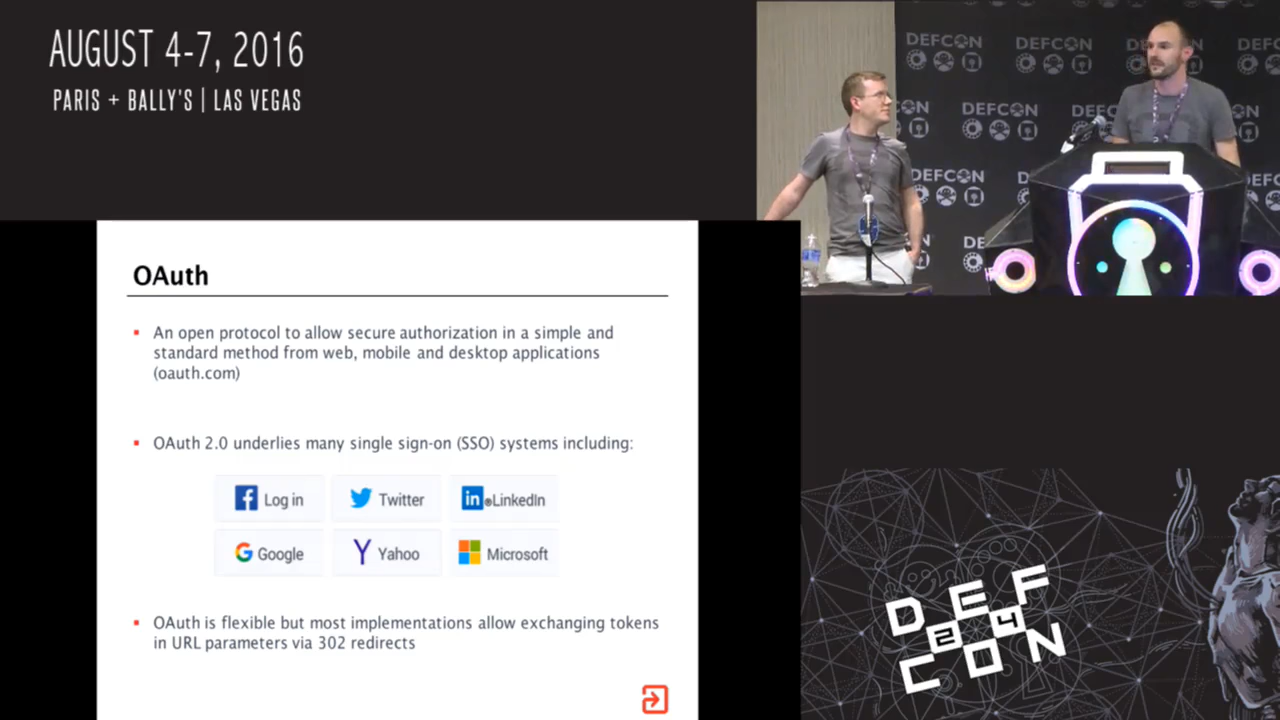 AUGUST 4-7, 2016
PARIS + BALLY'S | LAS VEGAS
DEFCON DEFCON DEFCON
DEFCON
DEFCON
OAuth
An open protocol to allow secure authorization in a simple and
standard method from web, mobile and desktop applications
(oauth.com)
OAuth 2.0 underlies many single sign-on (SSO) systems including:
Log in Twitter LinkedIn
Google Yahoo Microsoft
OAuth is flexible but most implementations allow exchanging tokens
in URL parameters via 302 redirects
DEF
24
CON